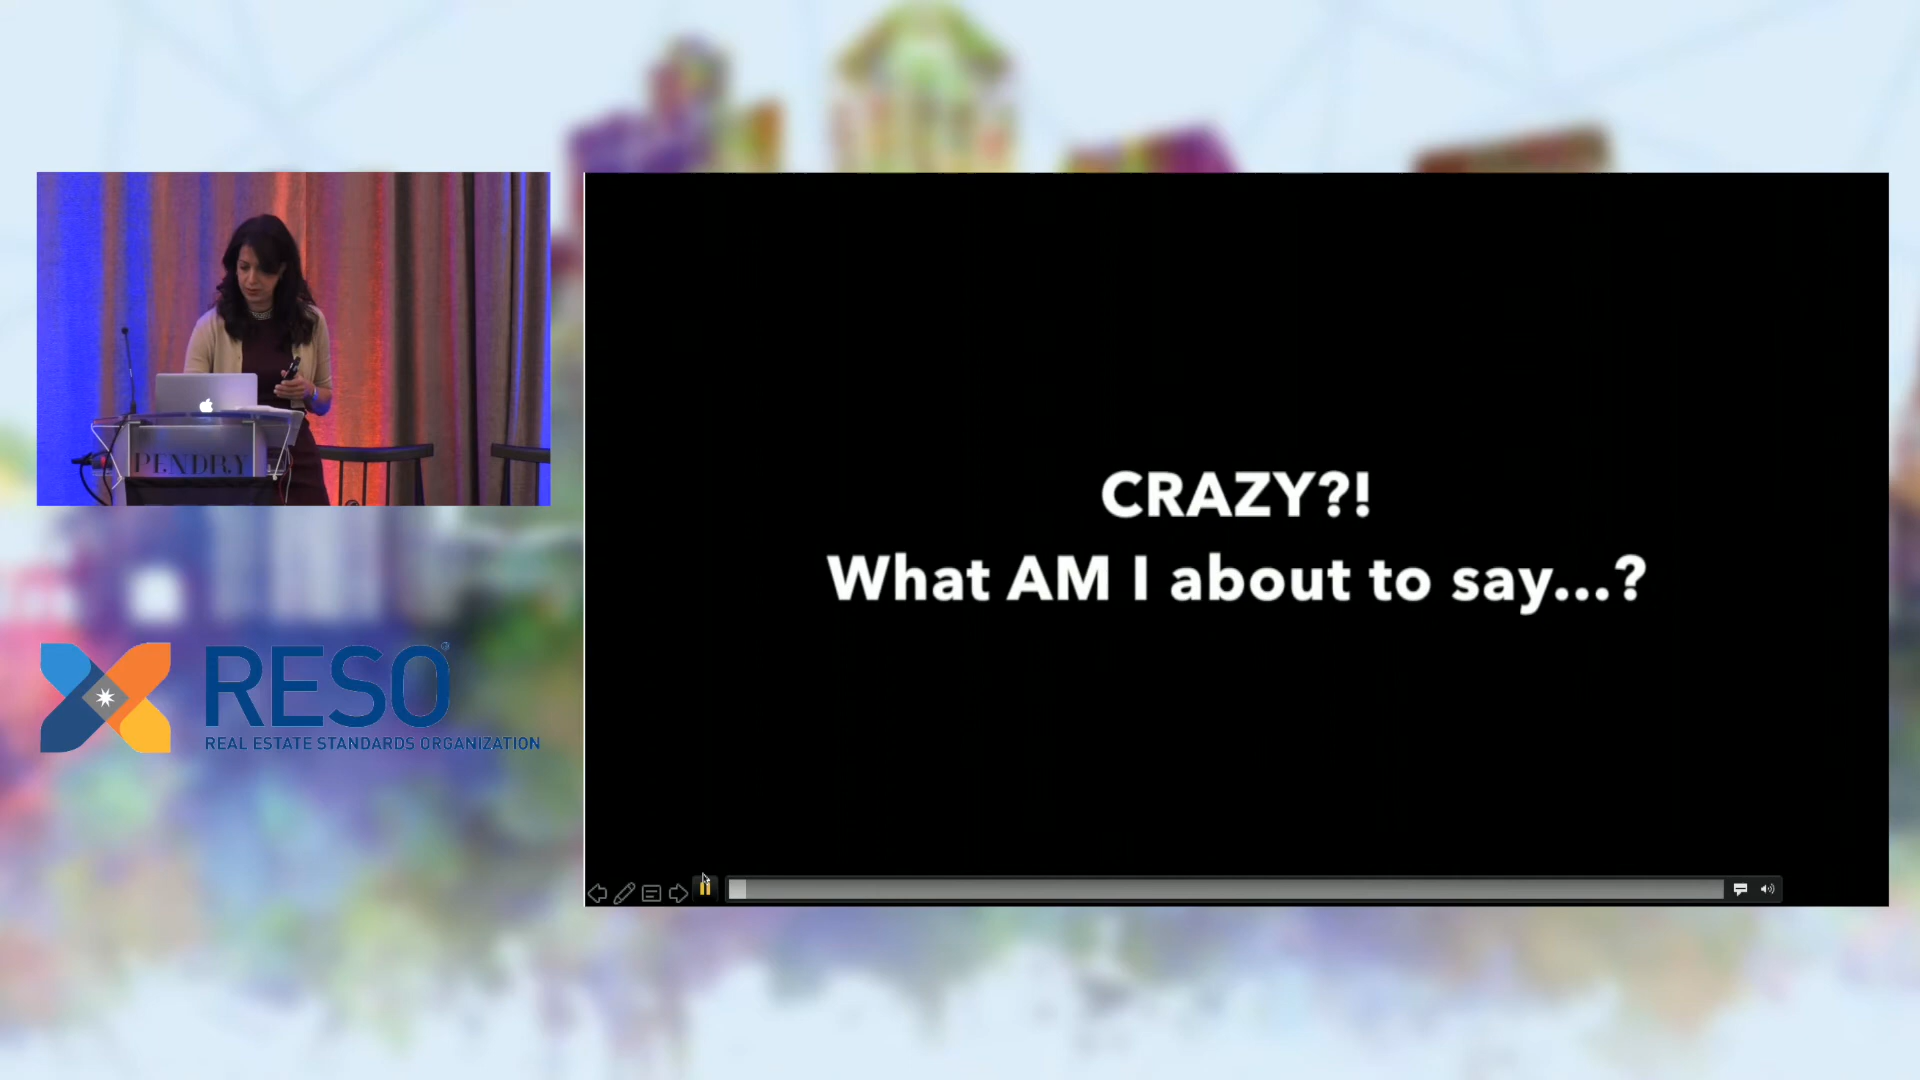 PENDRY
RESO®
REAL ESTATE STANDARDS ORGANIZATION
CRAZY?!
What AM I about to say...?